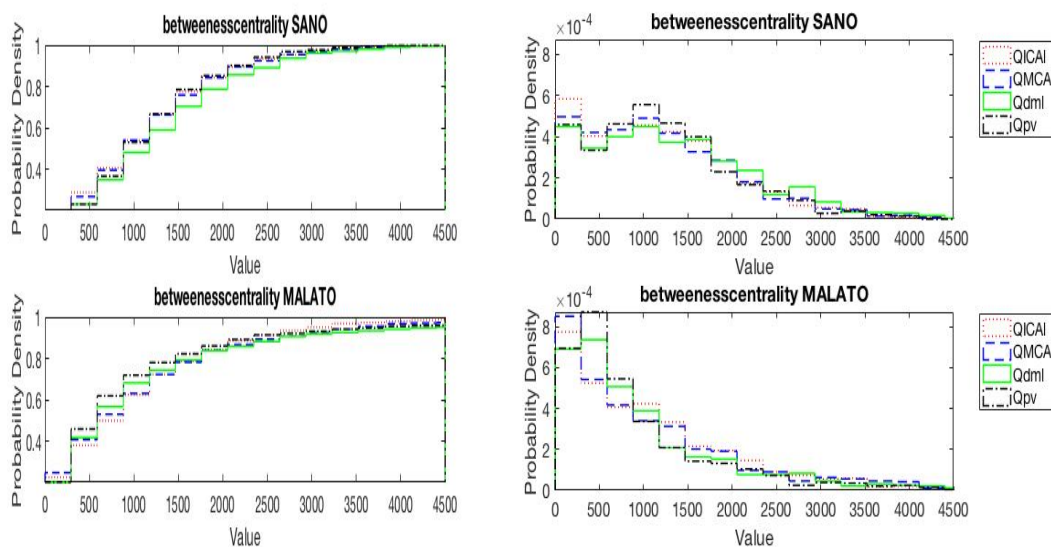 betweenesscentrality SANO
Probability Density
1
0.8
0.6
0.4
0 500 1000 1500 2000 2500 3000 3500 4000 4500
Value
betweenesscentrality SANO
×10-4
Probability Density
8
6
4
2
0
0 500 1000 1500 2000 2500 3000 3500 4000 4500
Value
QICAI
QMCA
Qdml
Qpv
betweenesscentrality MALATO
Probability Density
1
0.8
0.6
0.4
0 500 1000 1500 2000 2500 3000 3500 4000 4500
Value
betweenesscentrality MALATO
×10-4
Probability Density
8
6
4
2
0
0 500 1000 1500 2000 2500 3000 3500 4000 4500
Value
QICAI
QMCA
Qdml
Qpv